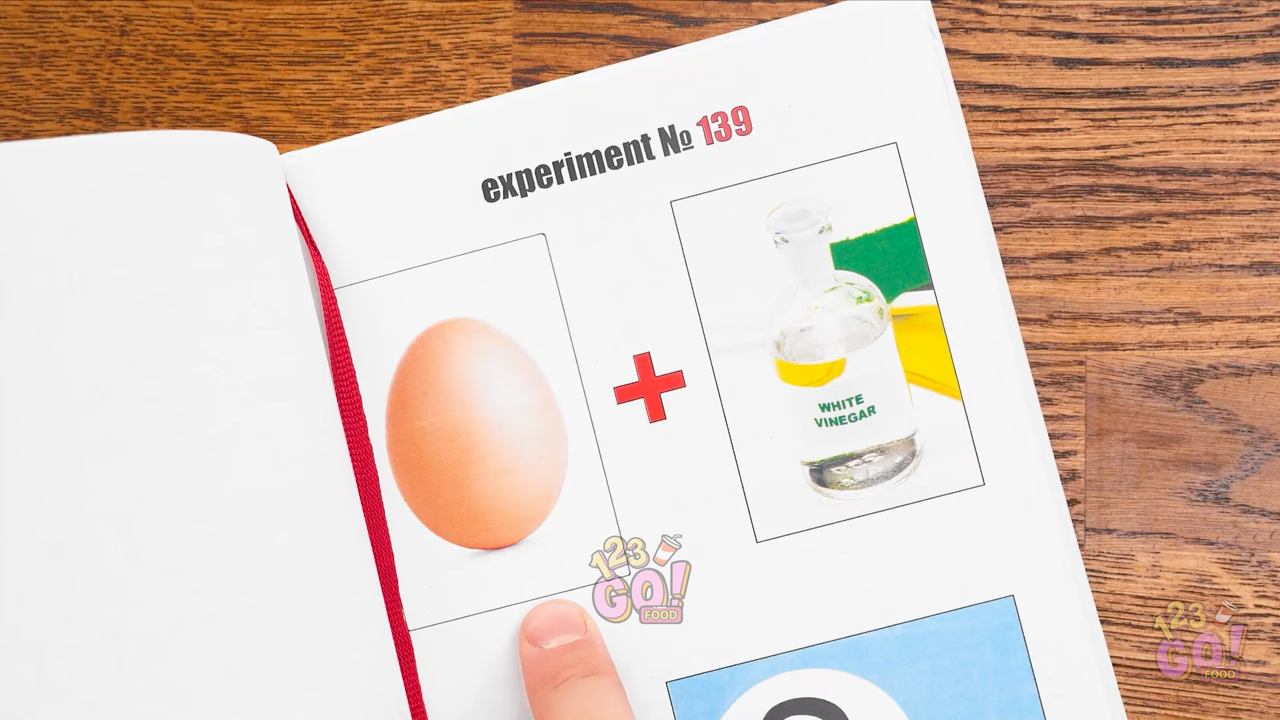 experiment № 139
WHITE
VINEGAR
123
GO!
FOOD
123
GO!
FOOD